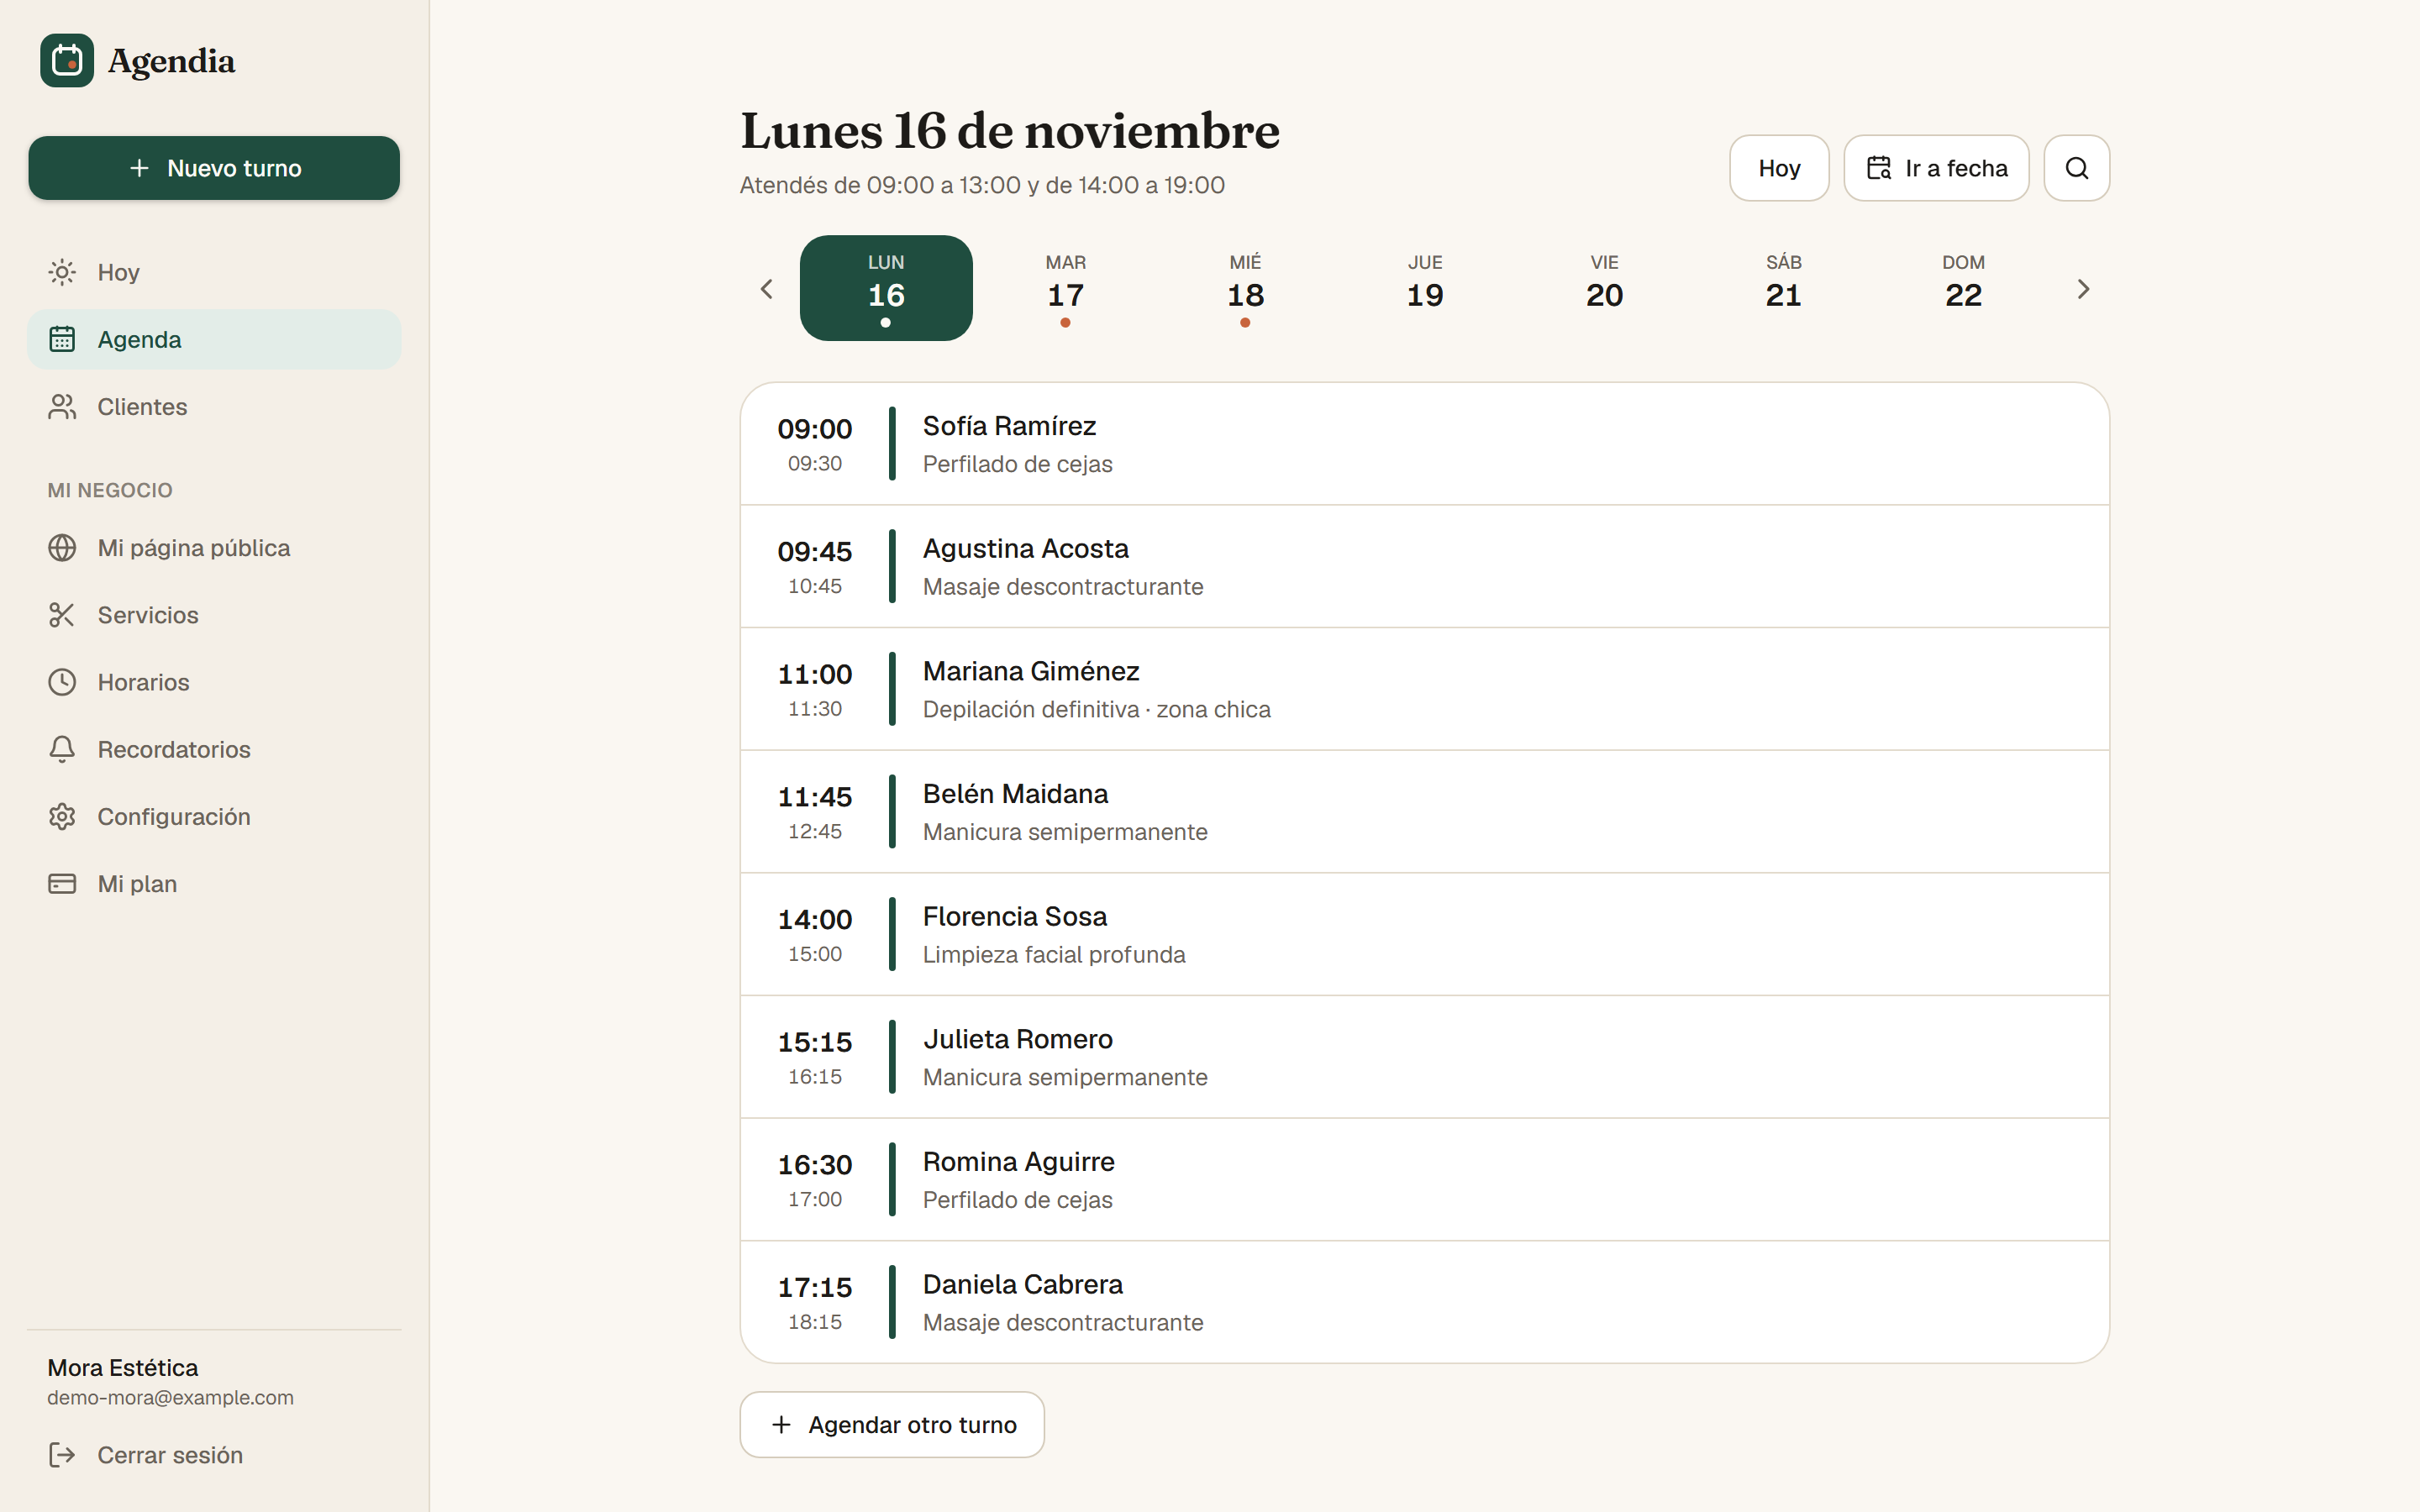 Agendia
Nuevo turno
Hoy
Agenda
Clientes
MI NEGOCIO
Mi página pública
Servicios
Horarios
Recordatorios
Configuración
Mi plan
Mora Estética
demo-mora@example.com
Cerrar sesión
Lunes 16 de noviembre
Atendés de 09:00 a 13:00 y de 14:00 a 19:00
Hoy
Ir a fecha
LUN MAR MIÉ JUE VIE SÁB DOM
16 17 18 19 20 21 22
09:00 Sofía Ramírez
09:30 Perfilado de cejas
09:45 Agustina Acosta
10:45 Masaje descontracturante
11:00 Mariana Giménez
11:30 Depilación definitiva · zona chica
11:45 Belén Maidana
12:45 Manicura semipermanente
14:00 Florencia Sosa
15:00 Limpieza facial profunda
15:15 Julieta Romero
16:15 Manicura semipermanente
16:30 Romina Aguirre
17:00 Perfilado de cejas
17:15 Daniela Cabrera
18:15 Masaje descontracturante
Agendar otro turno